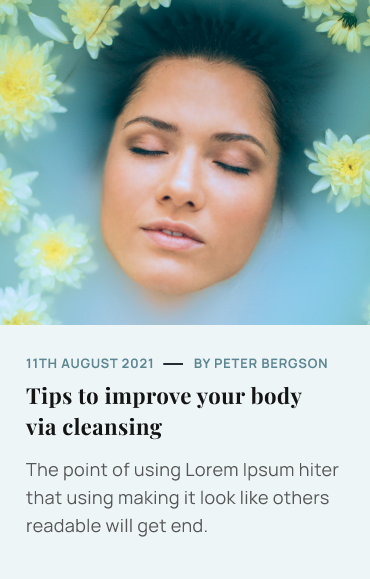 11TH AUGUST 2021 — BY PETER BERGSON
Tips to improve your body
via cleansing
The point of using Lorem Ipsum hiter
that using making it look like others
readable will get end.